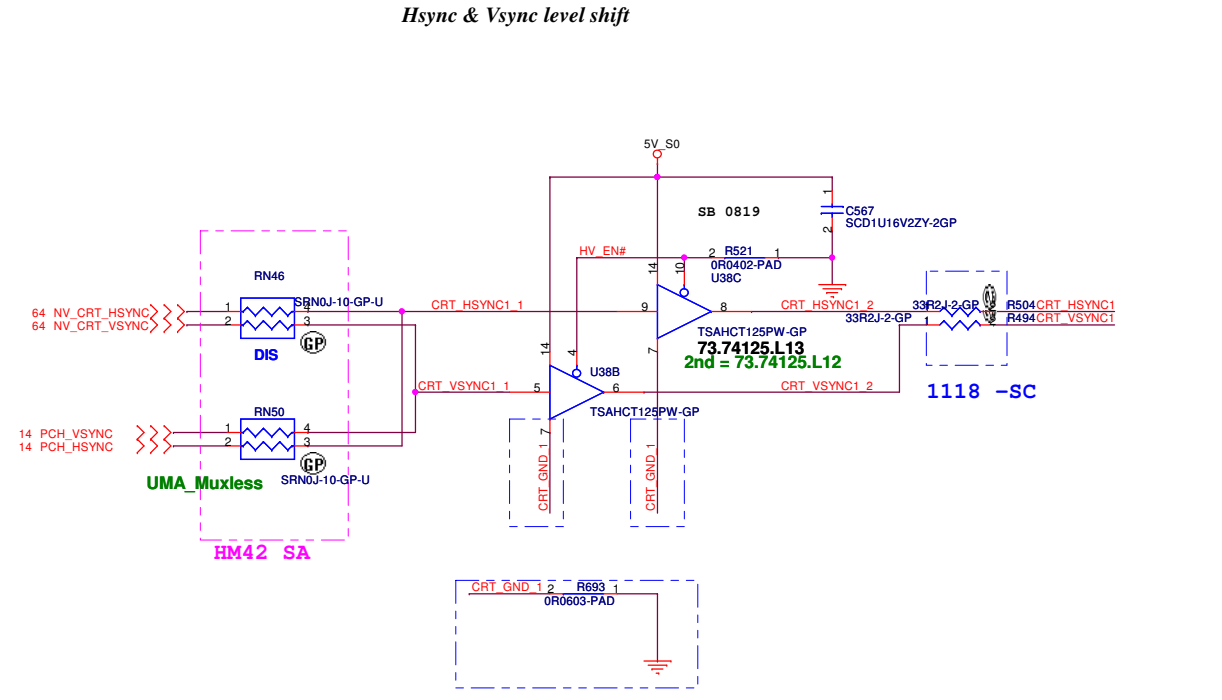 Hsync & Vsync level shift
5V_S0
1
SB 0819
C567
SCD1U16V2ZY-2GP
2
HV_EN#
2 R521 1
0R0402-PAD
U38C
14
10
RN46
SRN0J-10-GP-U
64 NV_CRT_HSYNC
64 NV_CRT_VSYNC
1
2
4
3
GP
DIS
CRT_HSYNC1_1
9
8
CRT_HSYNC1_2
33R2J-2-GP
R504
CRT_HSYNC1
33R2J-2-GP
1
R494
CRT_VSYNC1
TSAHCT125PW-GP
73.74125.L13
2nd = 73.74125.L12
7
14
4
U38B
CRT_VSYNC1_1
5
6
CRT_VSYNC1_2
1118 -SC
TSAHCT125PW-GP
7
RN50
14 PCH_VSYNC
14 PCH_HSYNC
1
2
4
3
GP
SRN0J-10-GP-U
UMA_Muxless
CRT_GND_1
CRT_GND_1
HM42 SA
CRT_GND_1
2 R693 1
0R0603-PAD